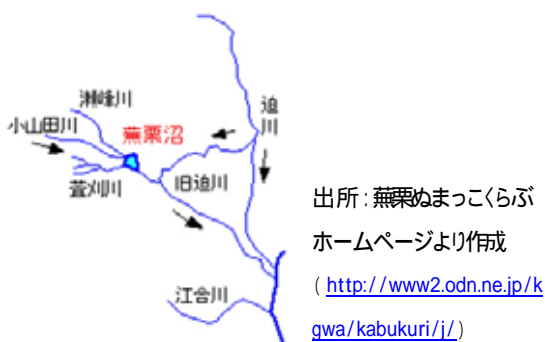 瀬峰川
小山田川
蕪栗沼
迫川
萱刈川
旧迫川
江合川
出所：蕪栗ぬまっこくらぶ
ホームページより作成
( http://www2.odn.ne.jp/k
gwa/kabukuri/j/)